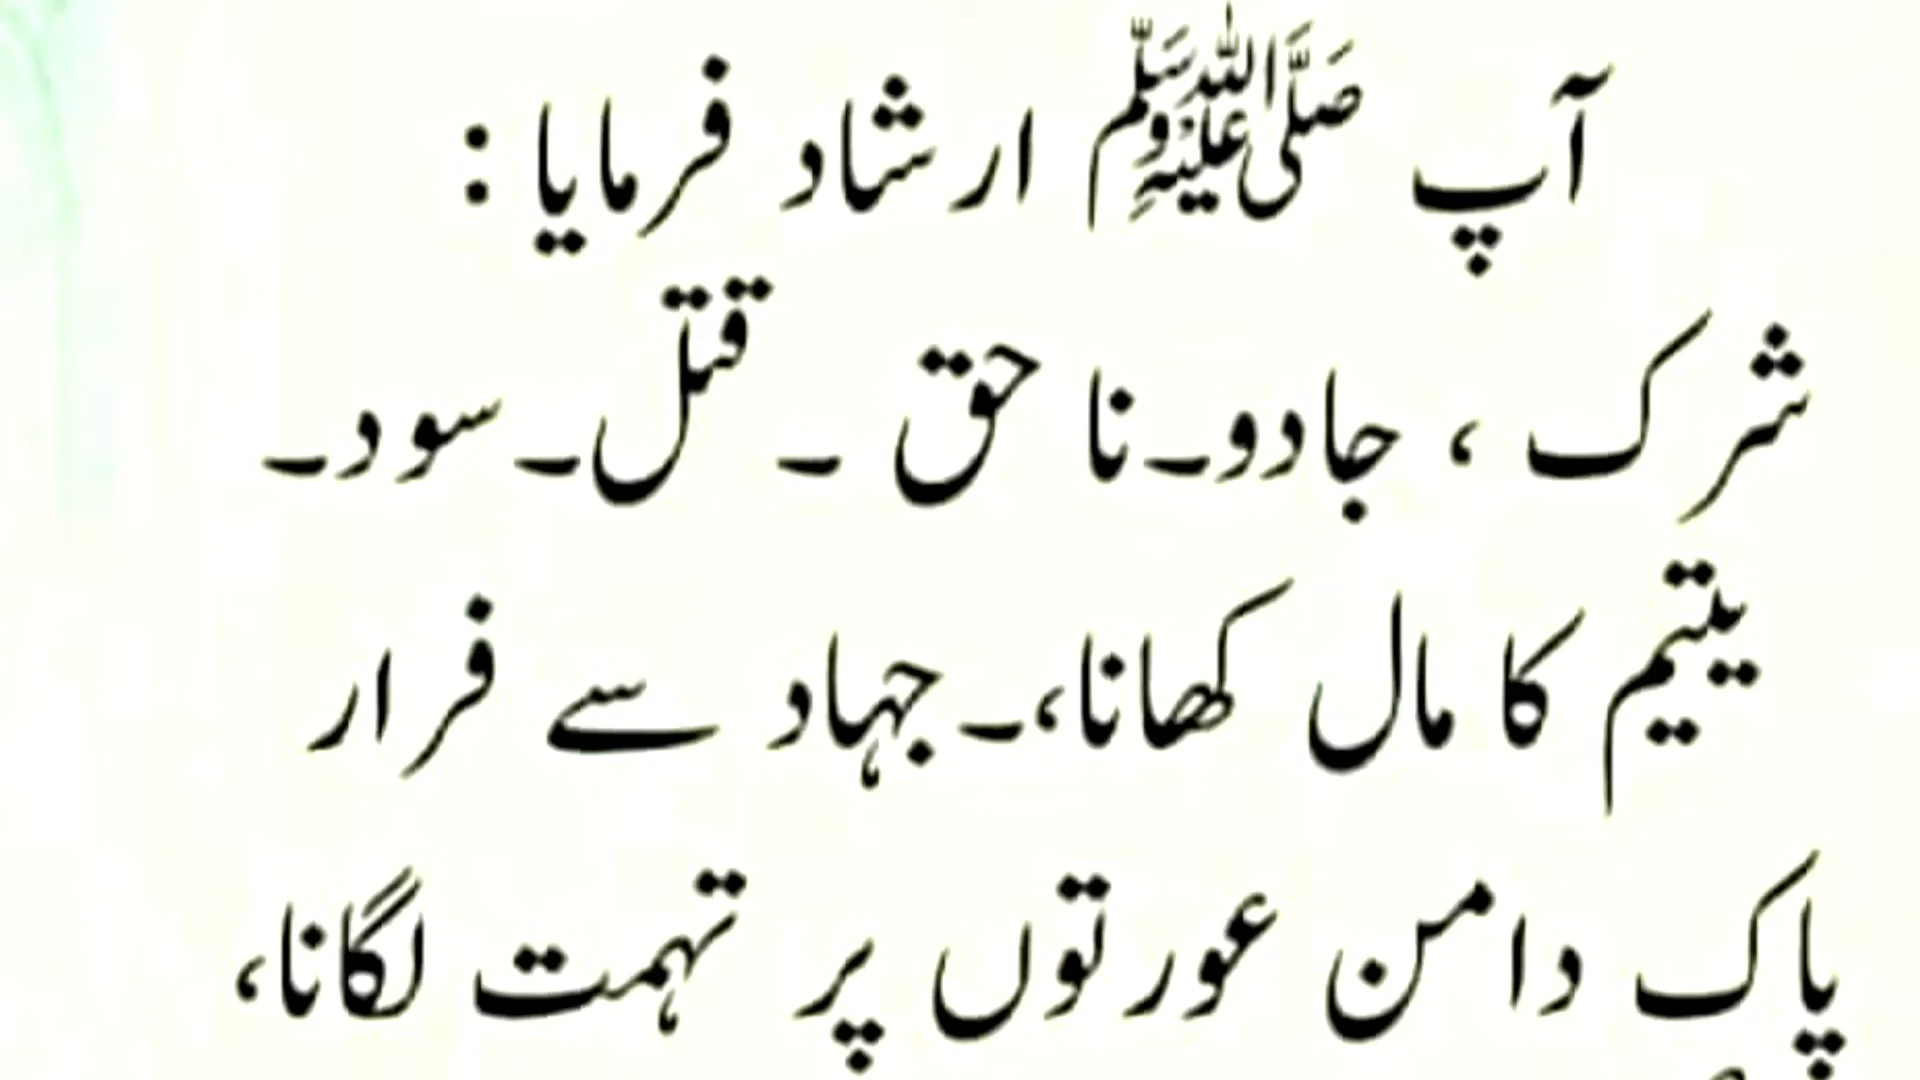 آپ ﷺ ارشاد فرمایا :
شرک ، جادو۔نا حق ۔ قتل۔سود۔
یتیم کا مال کھانا،۔جہاد سے فرار
پاک دامن عورتوں پر تہمت لگانا،